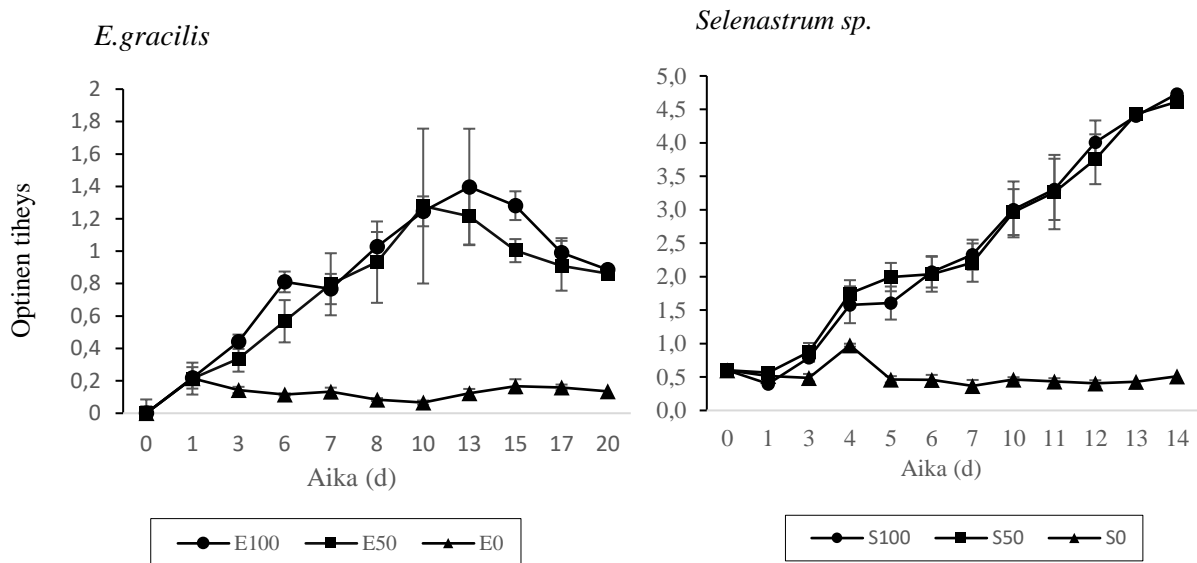 E.gracilis
Optinen tiheys
2
1,8
1,6
1,4
1,2
1
0,8
0,6
0,4
0,2
0
0 1 3 6 7 8 10 13 15 17 20
Aika (d)
E100 E50 E0
Selenastrum sp.
5,0
4,5
4,0
3,5
3,0
2,5
2,0
1,5
1,0
0,5
0,0
0 1 3 4 5 6 7 10 11 12 13 14
Aika (d)
S100 S50 S0